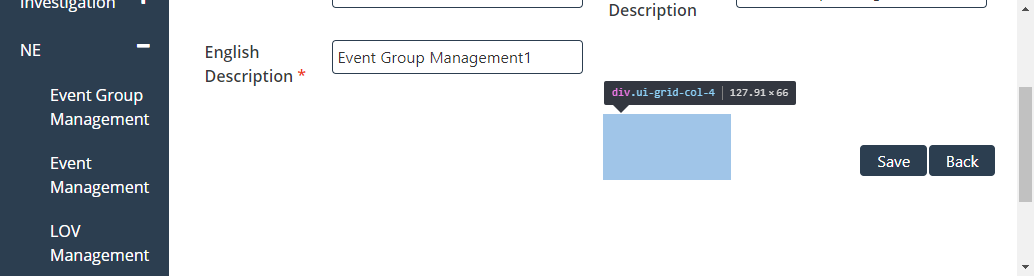 Investigation
Description
NE
English
Description *
Event Group Management1
div.ui-grid-col-4 | 127.91×66
Event Group
Management
Save
Back
Event
Management
LOV
Management